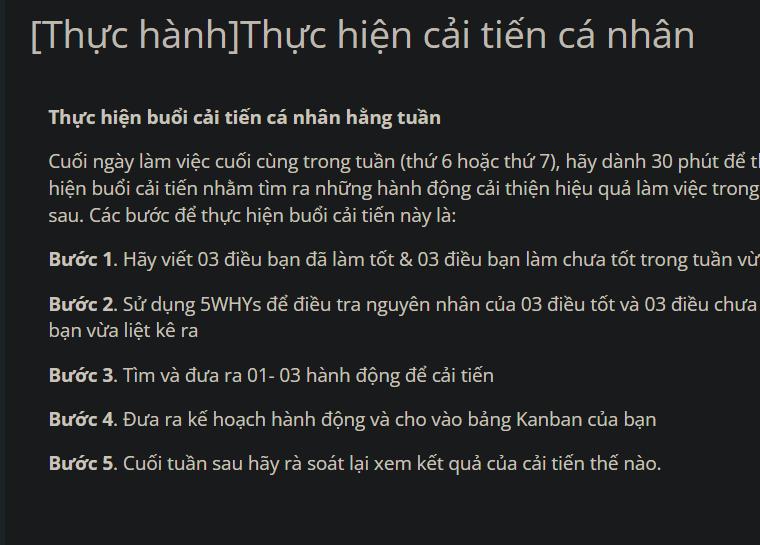 [Thực hành]Thực hiện cải tiến cá nhân
Thực hiện buổi cải tiến cá nhân hằng tuần
Cuối ngày làm việc cuối cùng trong tuần (thứ 6 hoặc thứ 7), hãy dành 30 phút để
hiện buổi cải tiến nhằm tìm ra những hành động cải thiện hiệu quả làm việc trong
sau. Các bước để thực hiện buổi cải tiến này là:
Bước 1. Hãy viết 03 điều bạn đã làm tốt & 03 điều bạn làm chưa tốt trong tuần
Bước 2. Sử dụng 5WHYs để điều tra nguyên nhân của 03 điều tốt và 03 điều chưa
bạn vừa liệt kê ra
Bước 3. Tìm và đưa ra 01- 03 hành động để cải tiến
Bước 4. Đưa ra kế hoạch hành động và cho vào bảng Kanban của bạn
Bước 5. Cuối tuần sau hãy rà soát lại xem kết quả của cải tiến thế nào.